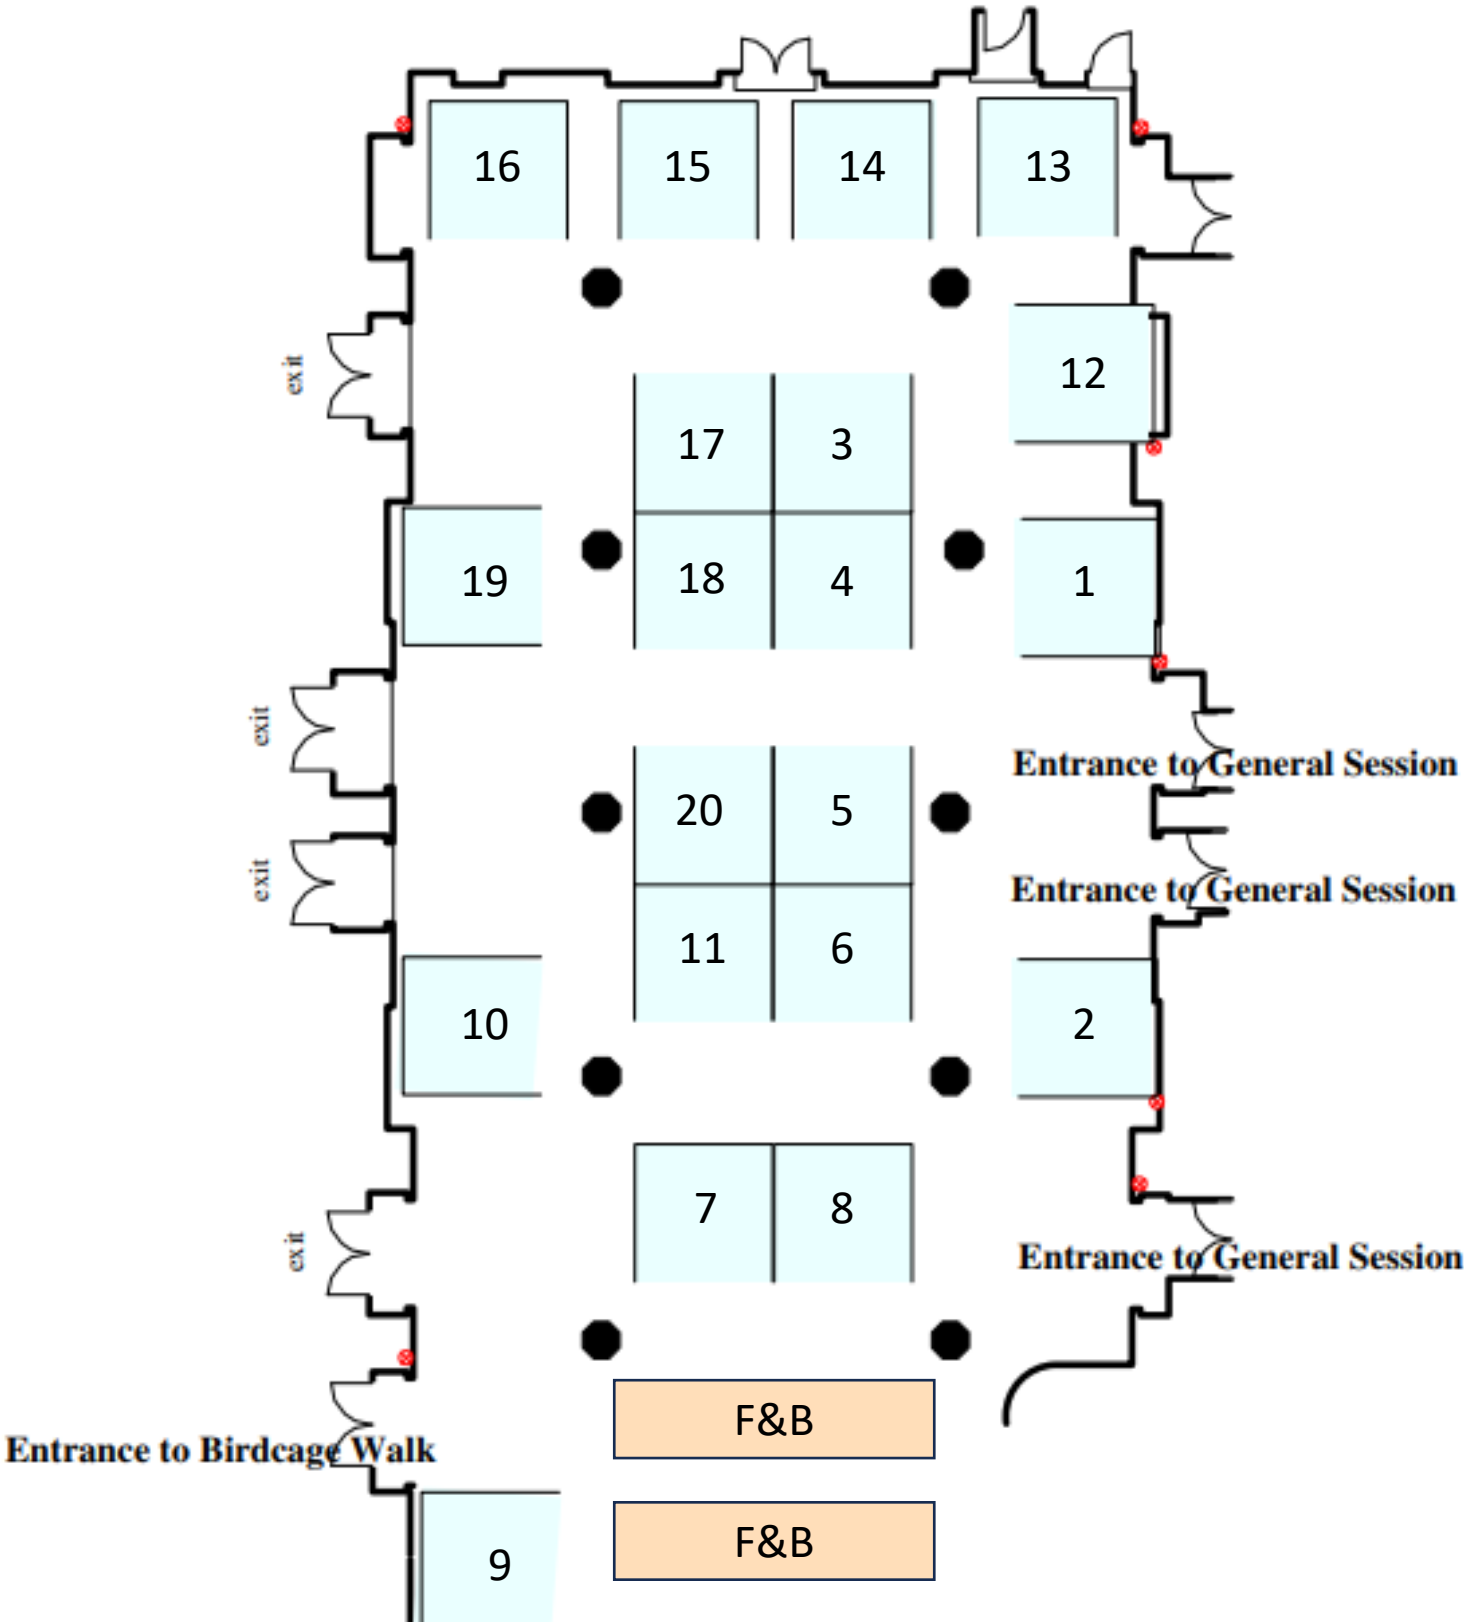 16 15 14 13
exit
12
17 3
19
18 4
1
exit
Entrance to General Session
20 5
exit
Entrance to General Session
11 6
10
2
7 8
exit
Entrance to General Session
F&B
Entrance to Birdcage Walk
F&B
9